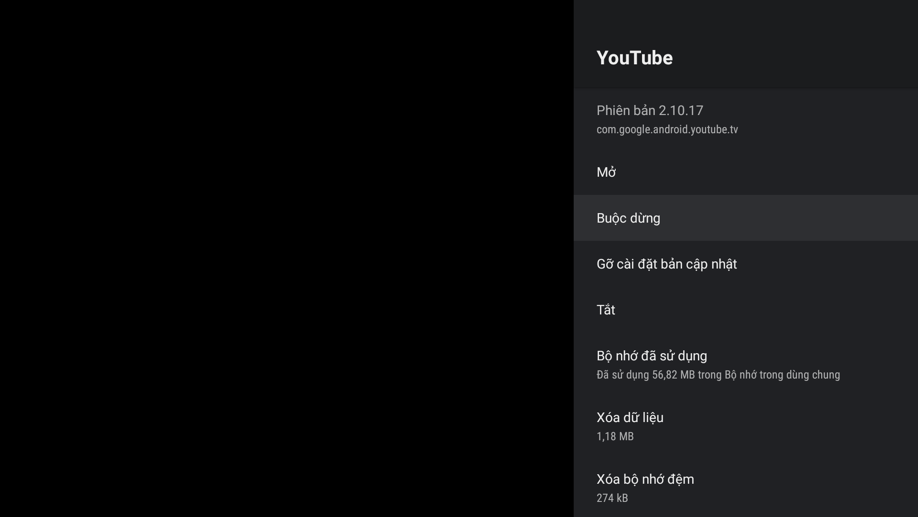 YouTube
Phiên bản 2.10.17
com.google.android.youtube.tv
Mở
Buộc dừng
Gỡ cài đặt bản cập nhật
Tắt
Bộ nhớ đã sử dụng
Đã sử dụng 56,82 MB trong Bộ nhớ trong dùng chung
Xóa dữ liệu
1,18 MB
Xóa bộ nhớ đệm
274 kB